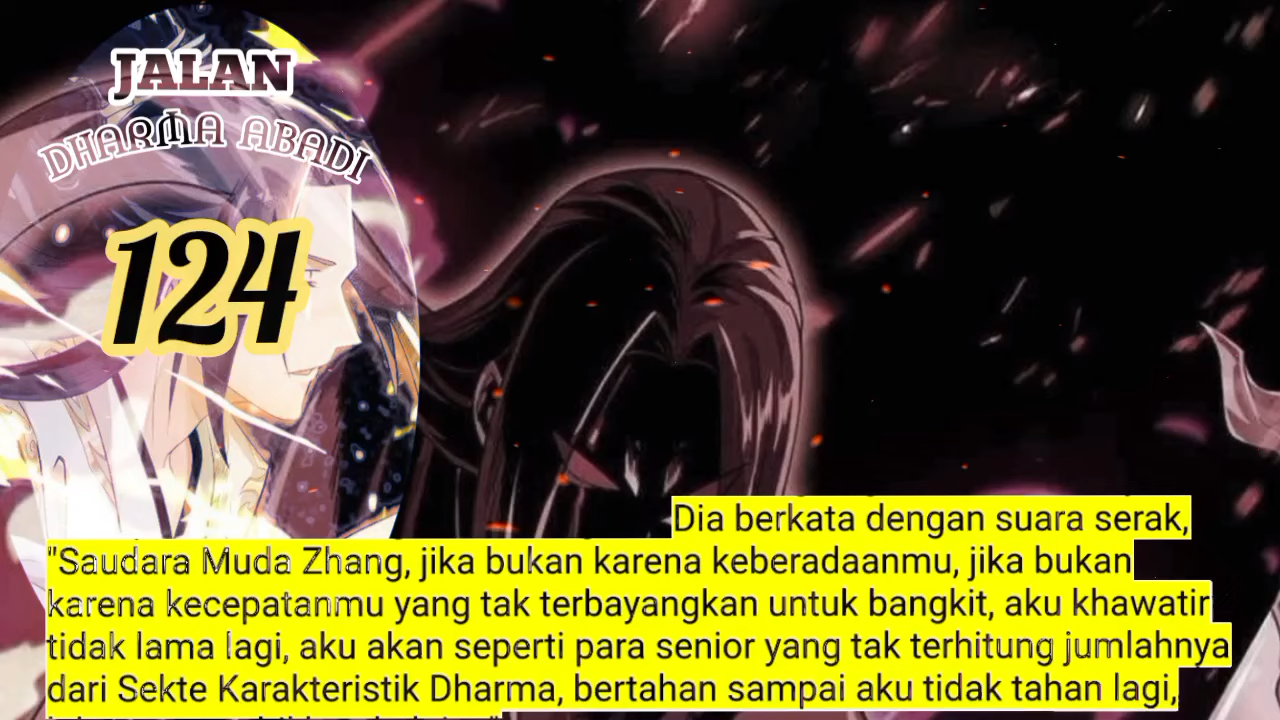 JALAN
DHARMA ABADI
124
Dia berkata dengan suara serak,
"Saudara Muda Zhang, jika bukan karena keberadaanmu, jika bukan
karena kecepatanmu yang tak terbayangkan untuk bangkit, aku khawatir
tidak lama lagi, aku akan seperti para senior yang tak terhitung jumlahnya
dari Sekte Karakteristik Dharma, bertahan sampai aku tidak tahan lagi,